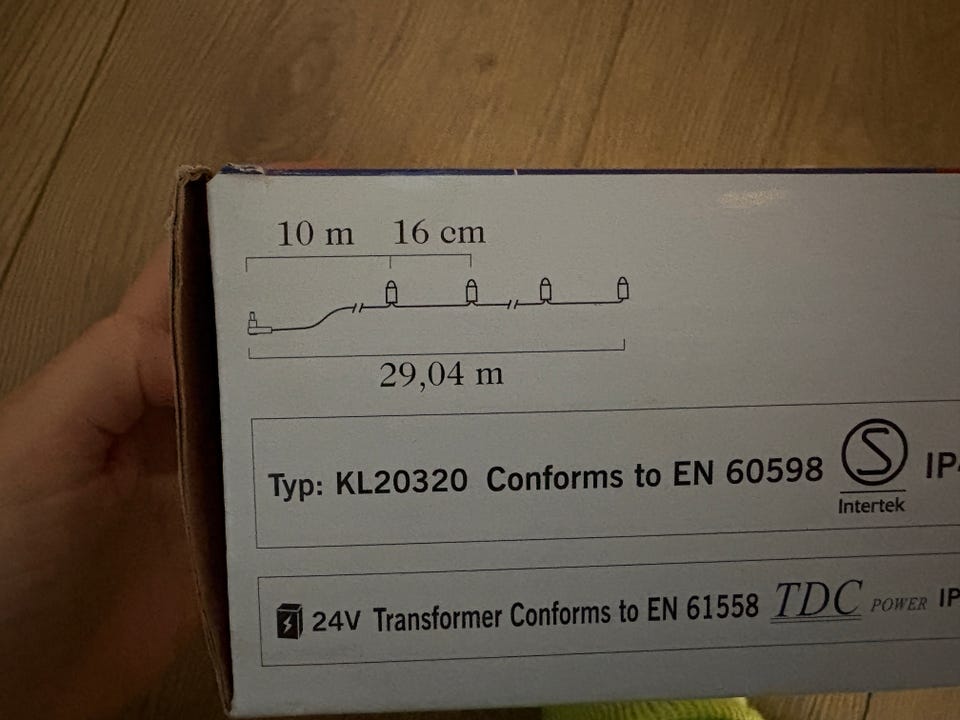 10 m 16 cm
29,04 m
Typ: KL20320 Conforms to EN 60598 S IP
Intertek
24V Transformer Conforms to EN 61558 TDC POWER IP